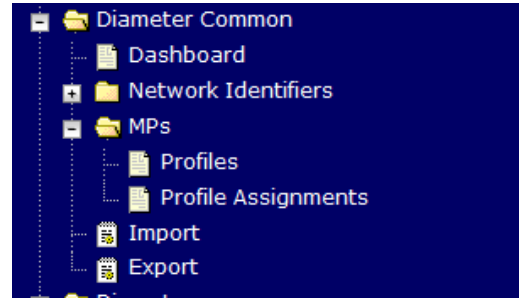 Diameter Common
Dashboard
Network Identifiers
MPs
Profiles
Profile Assignments
Import
Export